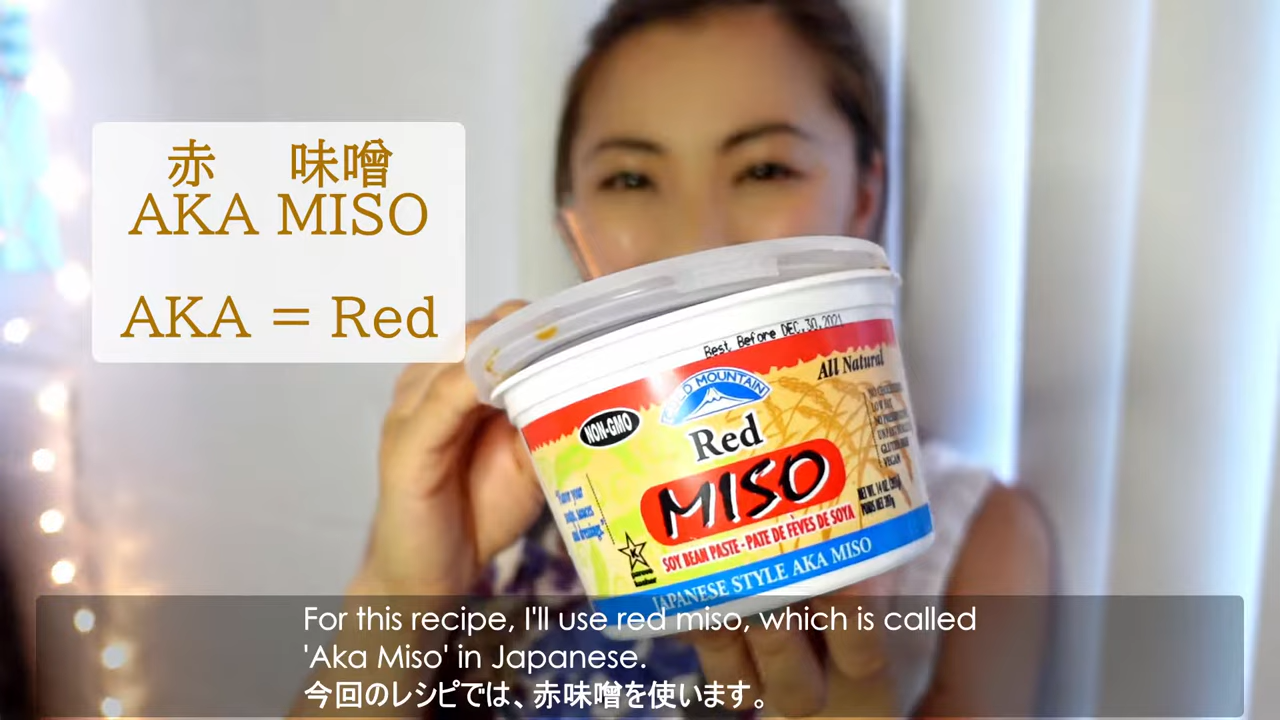 赤 味噌
AKA MISO
AKA = Red
Best Before DEC.30.2021
All Natural
MOUNTAIN
NON-GMO
Red
MISO
VEGAN
K
SOY BEAN PASTE - PATE DE FÈVES DE SOYA
JAPANESE STYLE AKA MISO
For this recipe, I'll use red miso, which is called
'Aka Miso' in Japanese.
今回のレシピでは、赤味噌を使います。